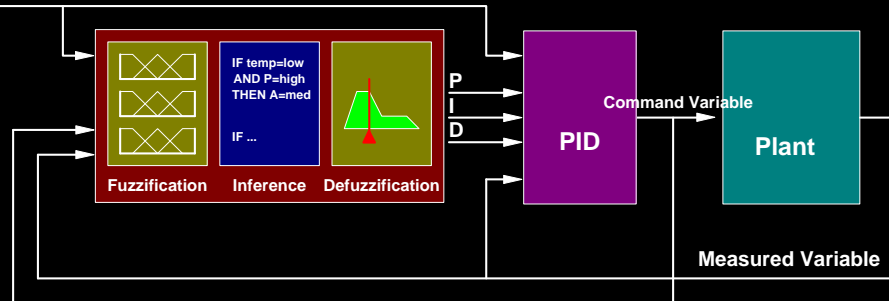 IF temp=low
AND P=high
THEN A=med
IF ...
Fuzzification
Inference
Defuzzification
P
I
D
PID
Command Variable
Plant
Measured Variable